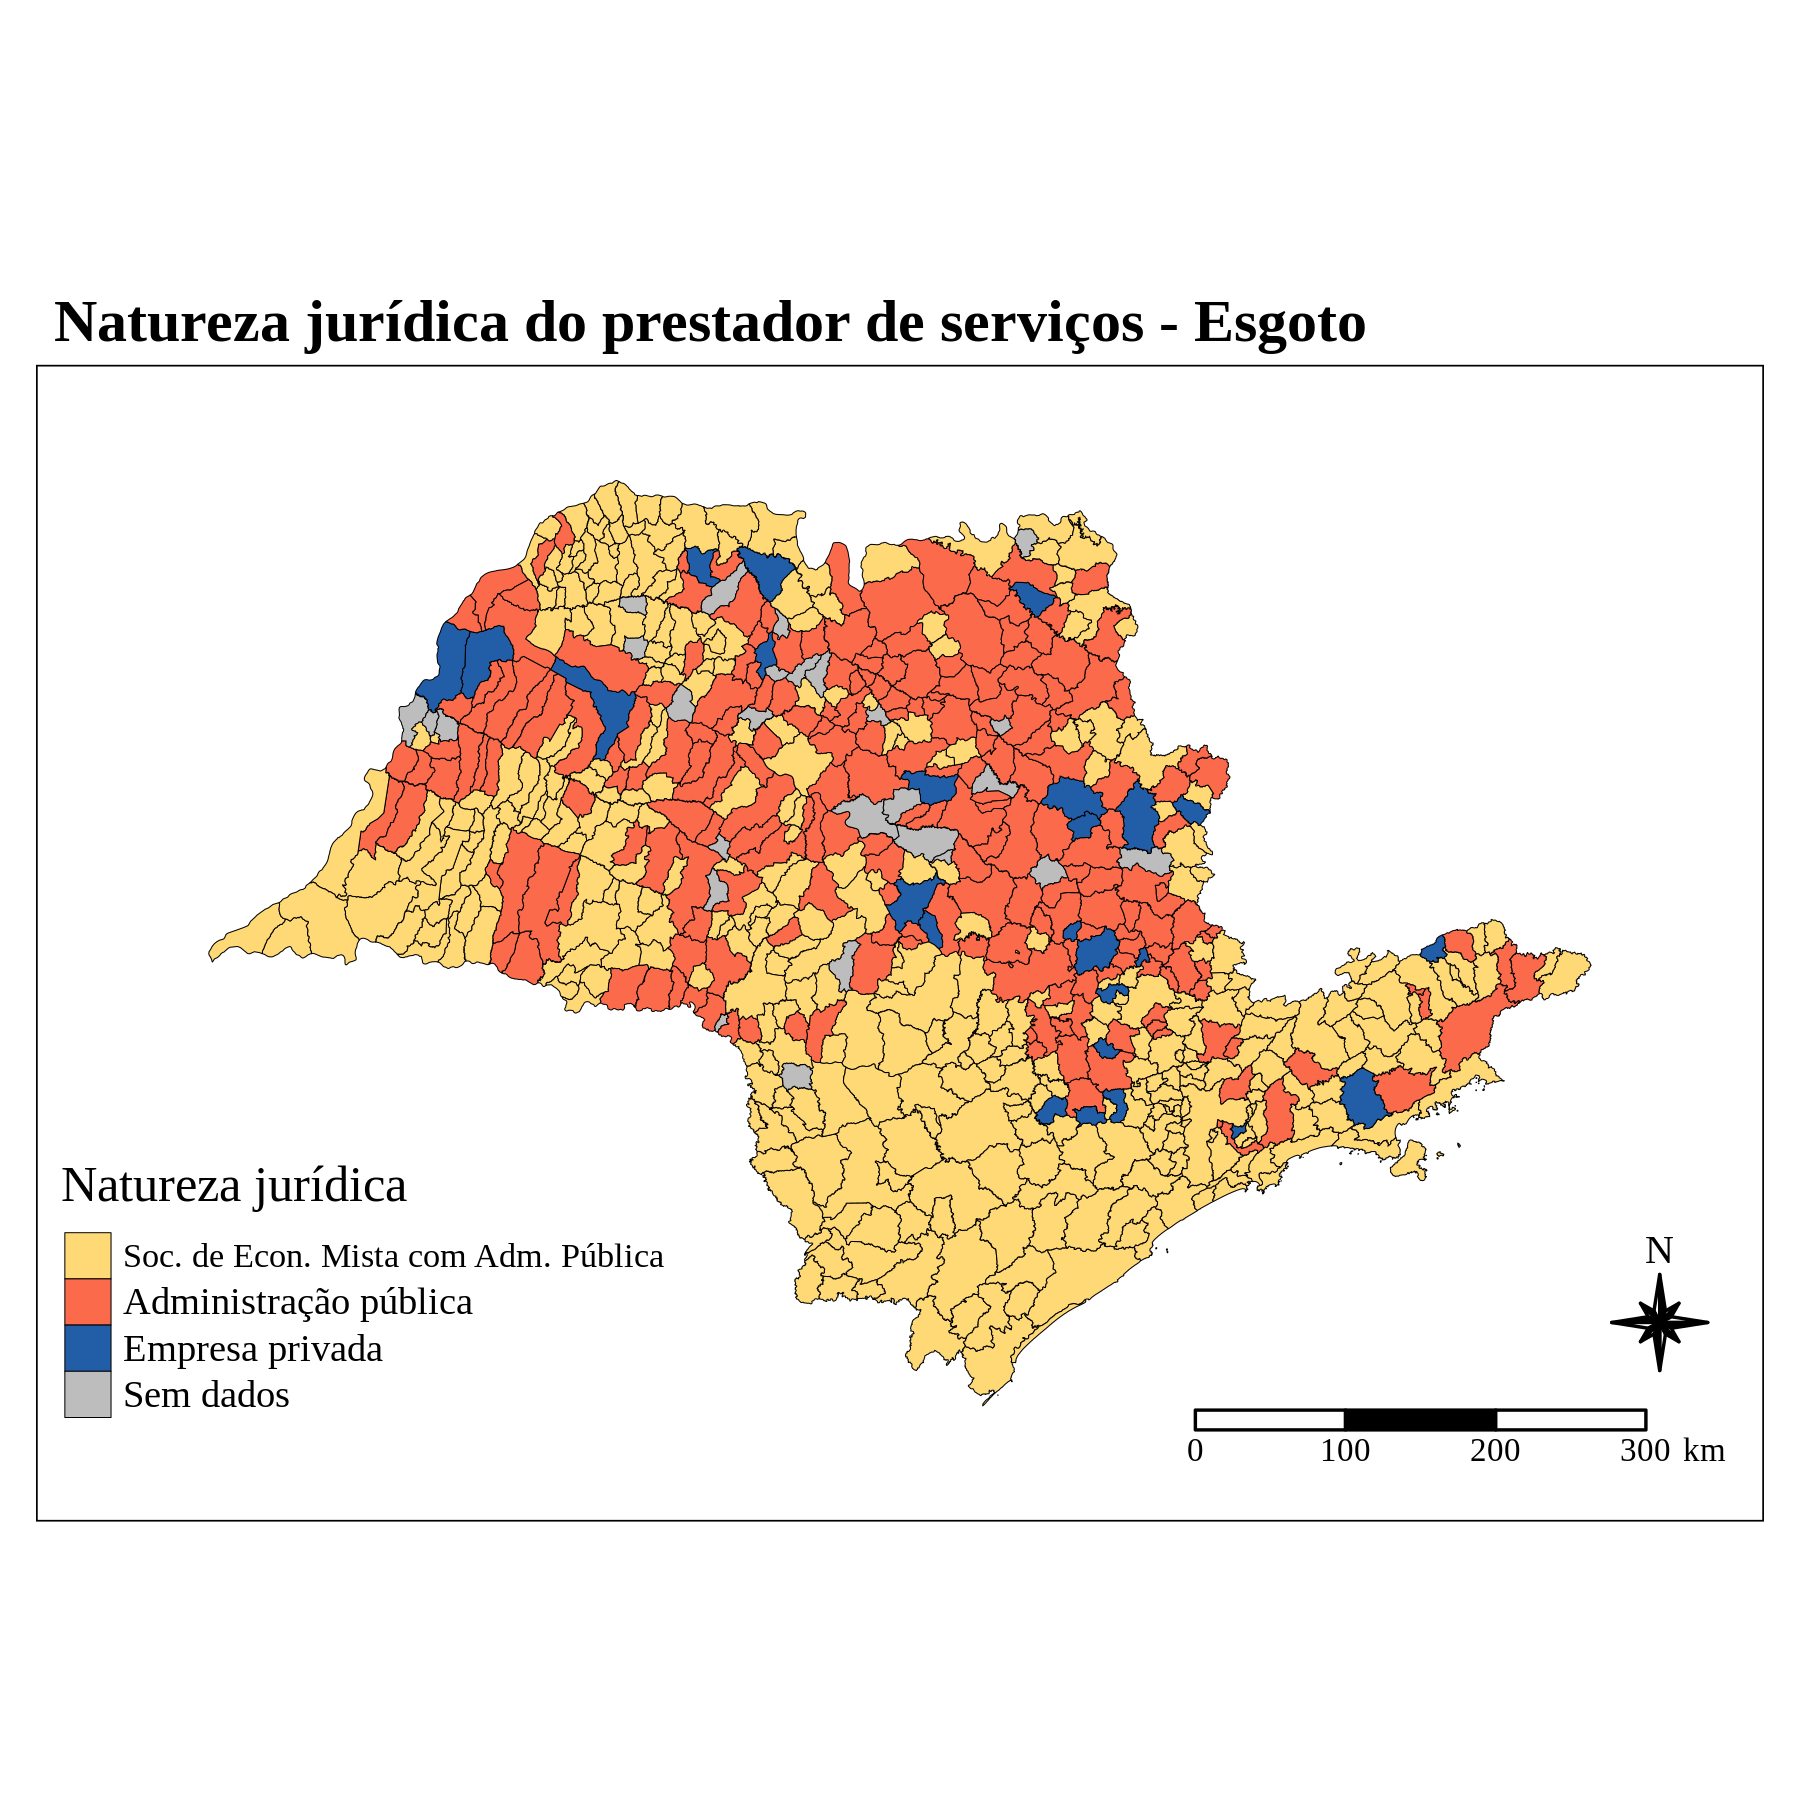 Natureza jurídica do prestador de serviços - Esgoto
Natureza jurídica
Soc. de Econ. Mista com Adm. Pública
Administração pública
Empresa privada
Sem dados
N
0 100 200 300 km